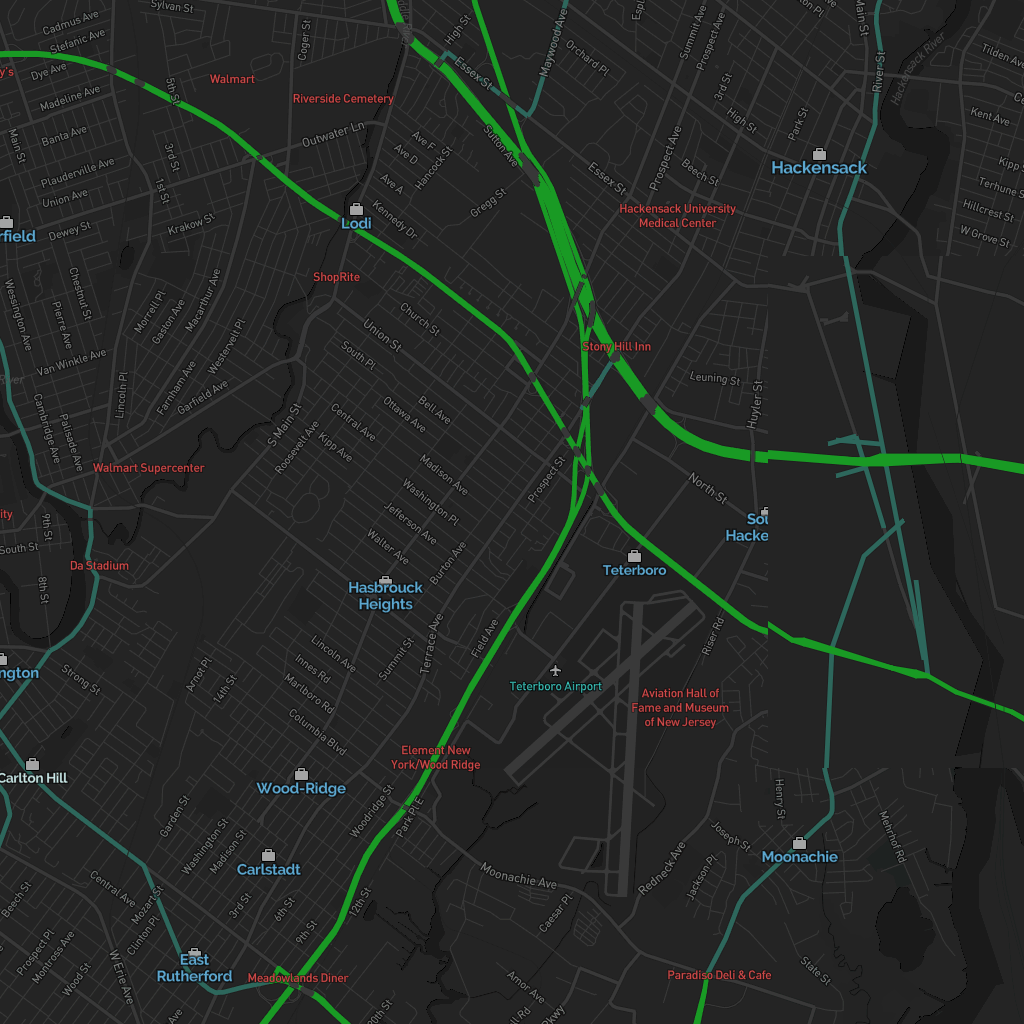 Sylvan St
Cadmus Ave
Stefanic Ave
Dye Ave
Madeline Ave
Banta Ave
Main St
Plauderville Ave
Union Ave
Dewey St
5th St
3rd St
1st St
Krakow St
Walmart
Coger St
Riverside Cemetery
Outwater Ln
Ave F
Ave D
Ave A
Hancock St
Kennedy Dr
Gregg St
High St
Essex St
Sutton Ave
Maywood Ave
Orchard Pl
Essex St
Summit Ave
Prospect Ave
3rd St
High St
Park St
Prospect Ave
Beech St
Main St
River St
Hackensack River
Tilden Ave
Kent Ave
Kipp St
Terhune St
Hillcrest St
W Grove St
Hackensack
Hackensack University
Medical Center
Lodi
ShopRite
Wessington Ave
Chestnut St
Pierre Ave
Morrell Pl
Gaston Ave
Macarthur Ave
Westervelt Pl
Van Winkle Ave
Farnham Ave
Garfield Ave
Lincoln Pl
River
Cambridge Ave
Palisade Ave
Church St
Union St
South Pl
Stony Hill Inn
Leuning St
Huyler St
Bell Ave
Ottawa Ave
Central Ave
Kipp Ave
S Main St
Roosevelt Ave
Walmart Supercenter
Madison Ave
Washington Pl
Jefferson Ave
Walter Ave
Burton Ave
Prospect St
North St
9th St
South St
8th St
Da Stadium
Hasbrouck
Heights
Teterboro
Terrace Ave
Field Ave
Summit St
Lincoln Ave
Innes Rd
Marlboro Rd
Columbia Blvd
Arnot Pl
14th St
Strong St
Riser Rd
Teterboro Airport
Aviation Hall of
Fame and Museum
of New Jersey
Element New
York/Wood Ridge
Carlton Hill
Wood-Ridge
Woodridge St
Park Pl E
Garden St
Washington St
Madison St
Carlstadt
Henry St
Joseph St
Moonachie
Mehrhof Rd
Redneck Ave
Jackson Pl
Moonachie Ave
Caesar Pl
Beech St
Central Ave
Mozart St
Clinton Pl
3rd St
6th St
9th St
12th St
Prospect Pl
Montross Ave
Wood St
W Erie Ave
East
Rutherford
Meadowlands Diner
Paradiso Deli & Cafe
State St
Amor Ave